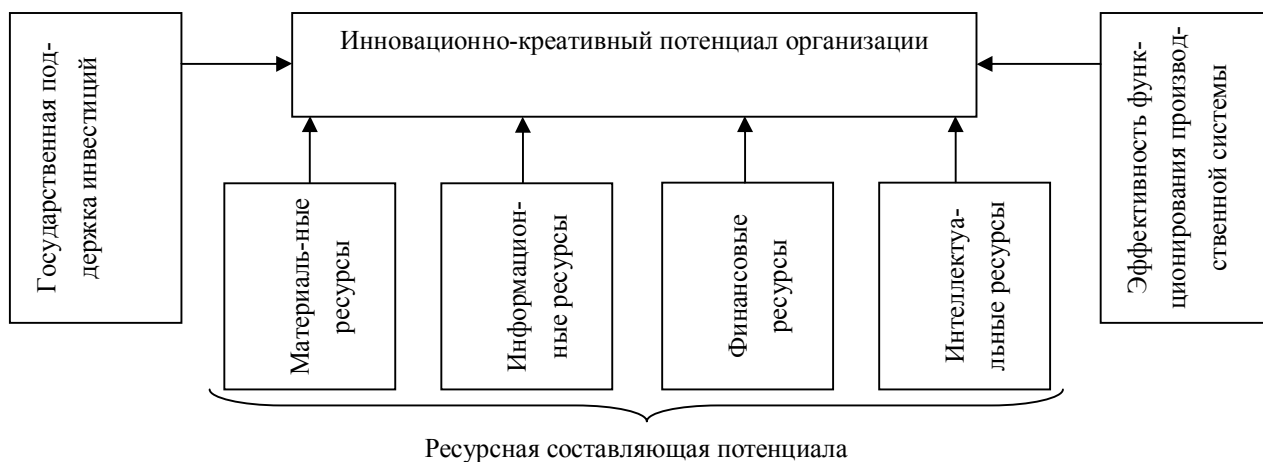 Инновационно-креативный потенциал организации
Государственная под-
держка инвестиций
Материаль-ные
ресурсы
Информацион-
ные ресурсы
Финансовые
ресурсы
Интеллектуа-
льные ресурсы
Эффективность функ-
ционирования производ-
ственной системы
Ресурсная составляющая потенциала